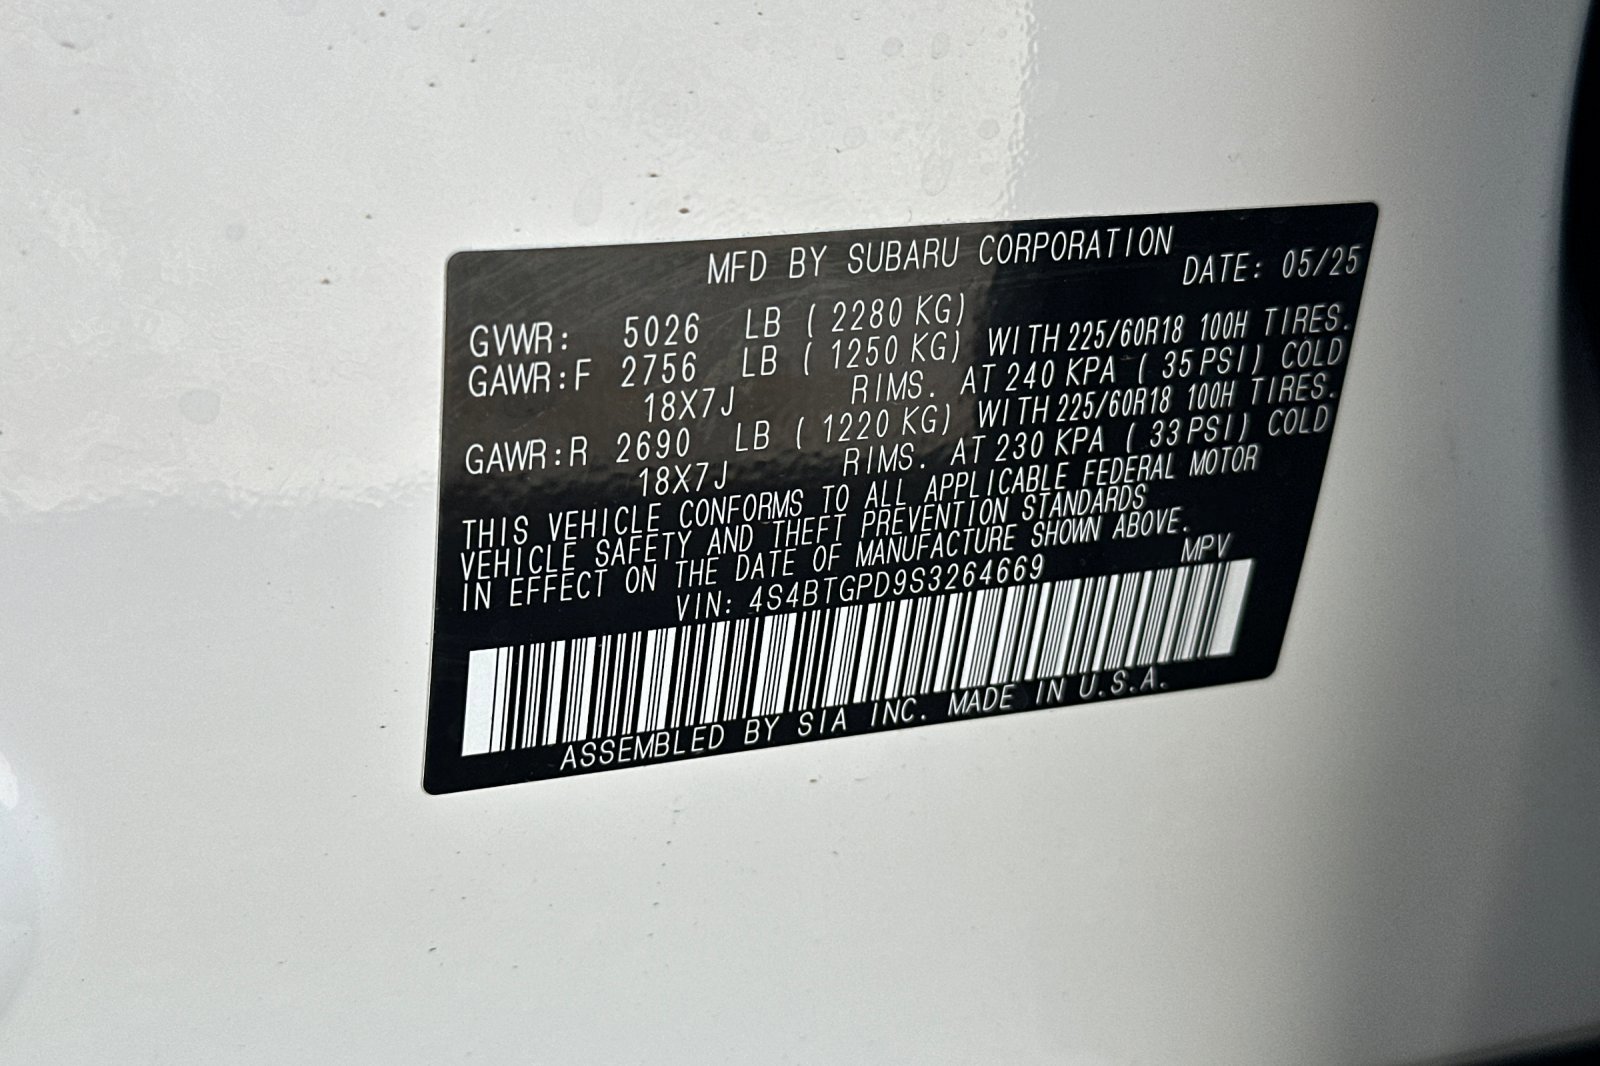 MFD BY SUBARU CORPORATION DATE: 05/25
GVWR: 5026 LB ( 2280 KG)
GAWR:F 2756 LB ( 1250 KG) WITH 225/60R18 100H TIRES.
18X7J RIMS. AT 240 KPA ( 35 PSI) COLD
GAWR:R 2690 LB ( 1220 KG) WITH 225/60R18 100H TIRES.
18X7J RIMS. AT 230 KPA ( 33 PSI) COLD
THIS VEHICLE CONFORMS TO ALL APPLICABLE FEDERAL MOTOR
VEHICLE SAFETY AND THEFT PREVENTION STANDARDS
IN EFFECT ON THE DATE OF MANUFACTURE SHOWN ABOVE.
VIN: 4S4BTGPD9S3264669 MPV
ASSEMBLED BY SIA INC. MADE IN U.S.A.